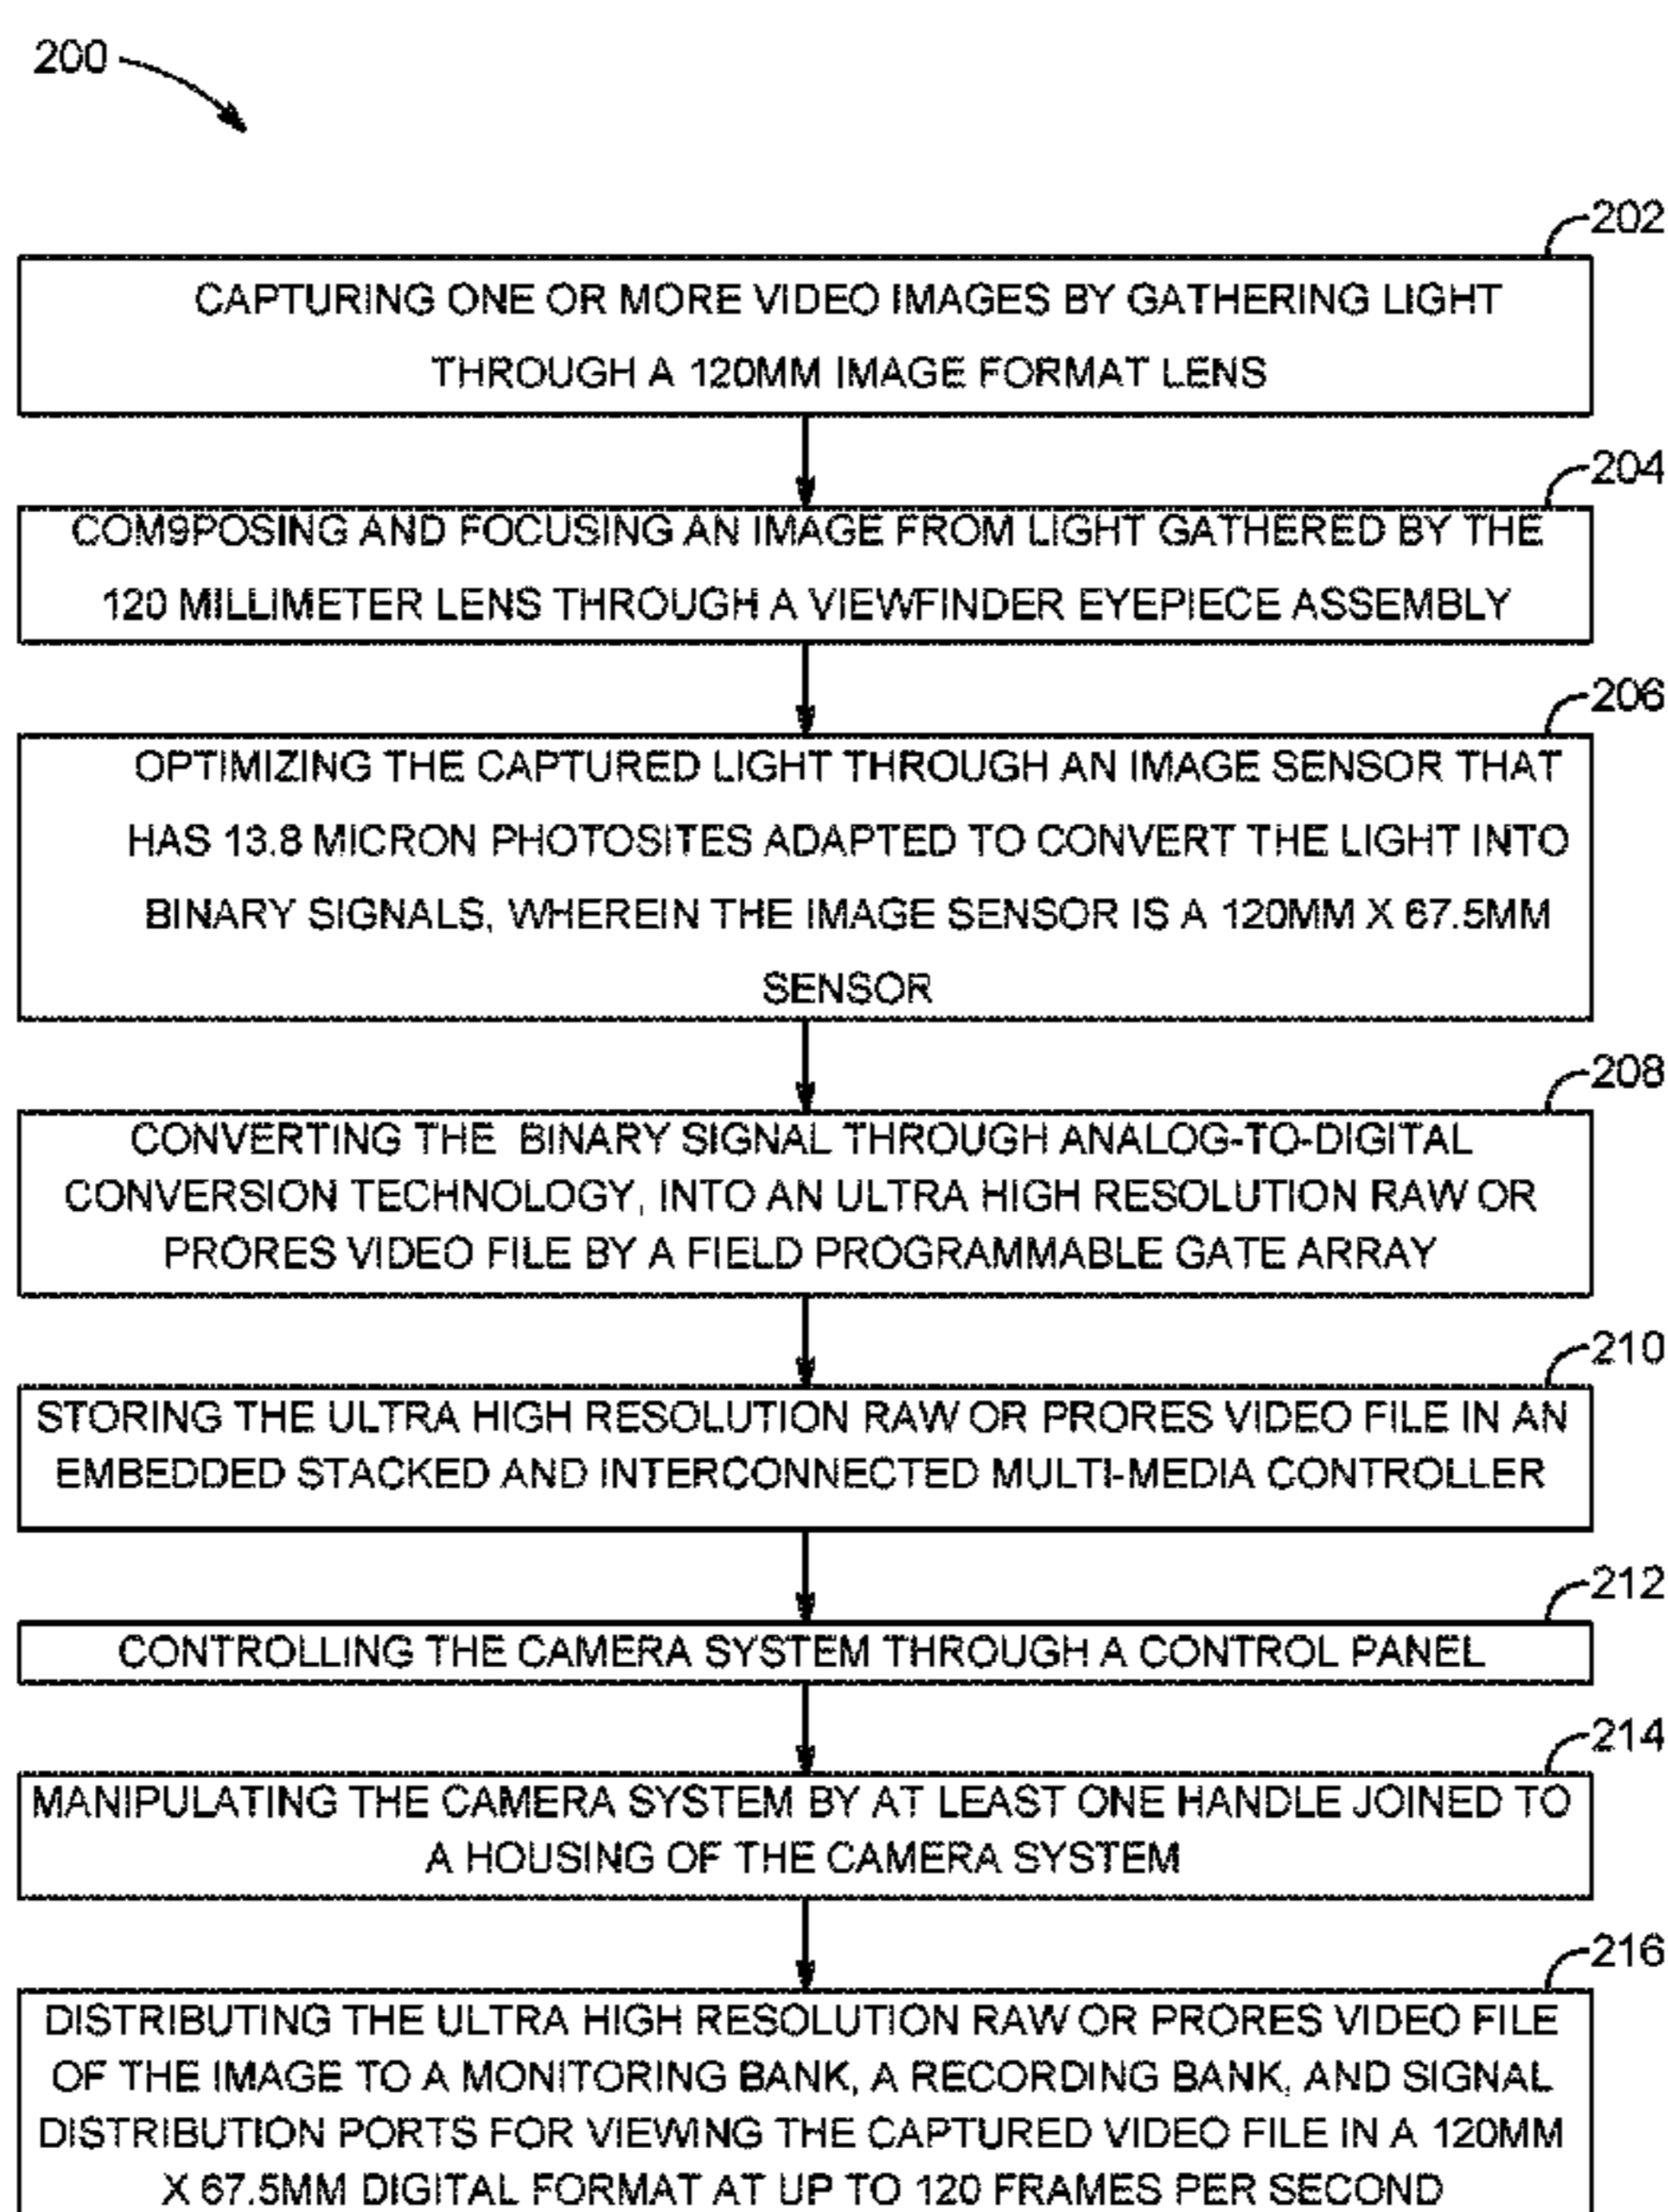 200
202
CAPTURING ONE OR MORE VIDEO IMAGES BY GATHERING LIGHT
THROUGH A 120MM IMAGE FORMAT LENS
204
COM9POSING AND FOCUSING AN IMAGE FROM LIGHT GATHERED BY THE
120 MILLIMETER LENS THROUGH A VIEWFINDER EYEPIECE ASSEMBLY
206
OPTIMIZING THE CAPTURED LIGHT THROUGH AN IMAGE SENSOR THAT
HAS 13.8 MICRON PHOTOSITES ADAPTED TO CONVERT THE LIGHT INTO
BINARY SIGNALS, WHEREIN THE IMAGE SENSOR IS A 120MM X 67.5MM
SENSOR
208
CONVERTING THE BINARY SIGNAL THROUGH ANALOG-TO-DIGITAL
CONVERSION TECHNOLOGY, INTO AN ULTRA HIGH RESOLUTION RAW OR
PRORES VIDEO FILE BY A FIELD PROGRAMMABLE GATE ARRAY
210
STORING THE ULTRA HIGH RESOLUTION RAW OR PRORES VIDEO FILE IN AN
EMBEDDED STACKED AND INTERCONNECTED MULTI-MEDIA CONTROLLER
212
CONTROLLING THE CAMERA SYSTEM THROUGH A CONTROL PANEL
214
MANIPULATING THE CAMERA SYSTEM BY AT LEAST ONE HANDLE JOINED TO
A HOUSING OF THE CAMERA SYSTEM
216
DISTRIBUTING THE ULTRA HIGH RESOLUTION RAW OR PRORES VIDEO FILE
OF THE IMAGE TO A MONITORING BANK, A RECORDING BANK, AND SIGNAL
DISTRIBUTION PORTS FOR VIEWING THE CAPTURED VIDEO FILE IN A 120MM
X 67.5MM DIGITAL FORMAT AT UP TO 120 FRAMES PER SECOND